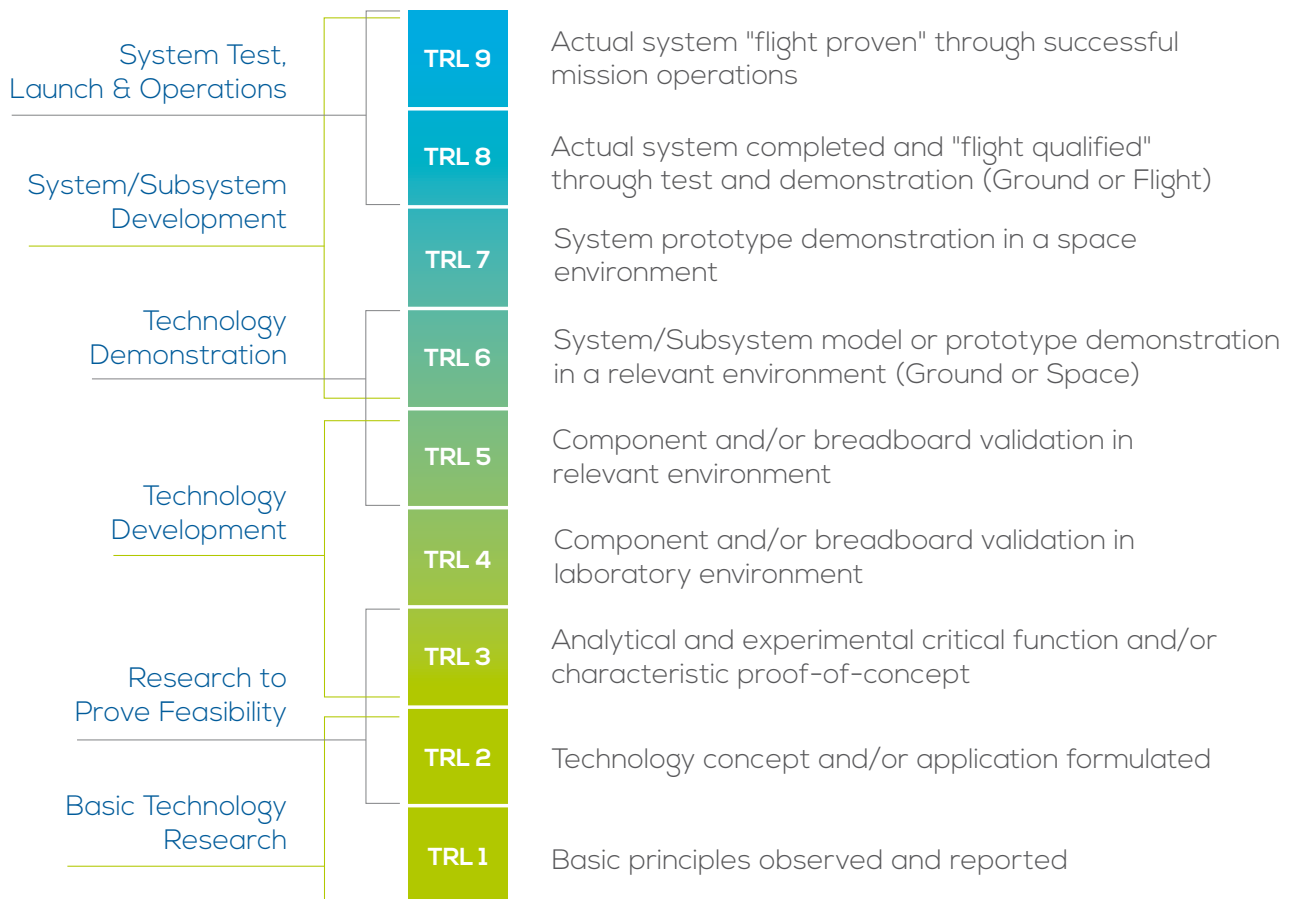 System Test,
Launch & Operations
System/Subsystem
Development
Technology
Demonstration
Technology
Development
Research to
Prove Feasibility
Basic Technology
Research
TRL 9
Actual system "flight proven" through successful
mission operations
TRL 8
Actual system completed and "flight qualified"
through test and demonstration (Ground or Flight)
TRL 7
System prototype demonstration in a space
environment
TRL 6
System/Subsystem model or prototype demonstration
in a relevant environment (Ground or Space)
TRL 5
Component and/or breadboard validation in
relevant environment
TRL 4
Component and/or breadboard validation in
laboratory environment
TRL 3
Analytical and experimental critical function and/or
characteristic proof-of-concept
TRL 2
Technology concept and/or application formulated
TRL 1
Basic principles observed and reported